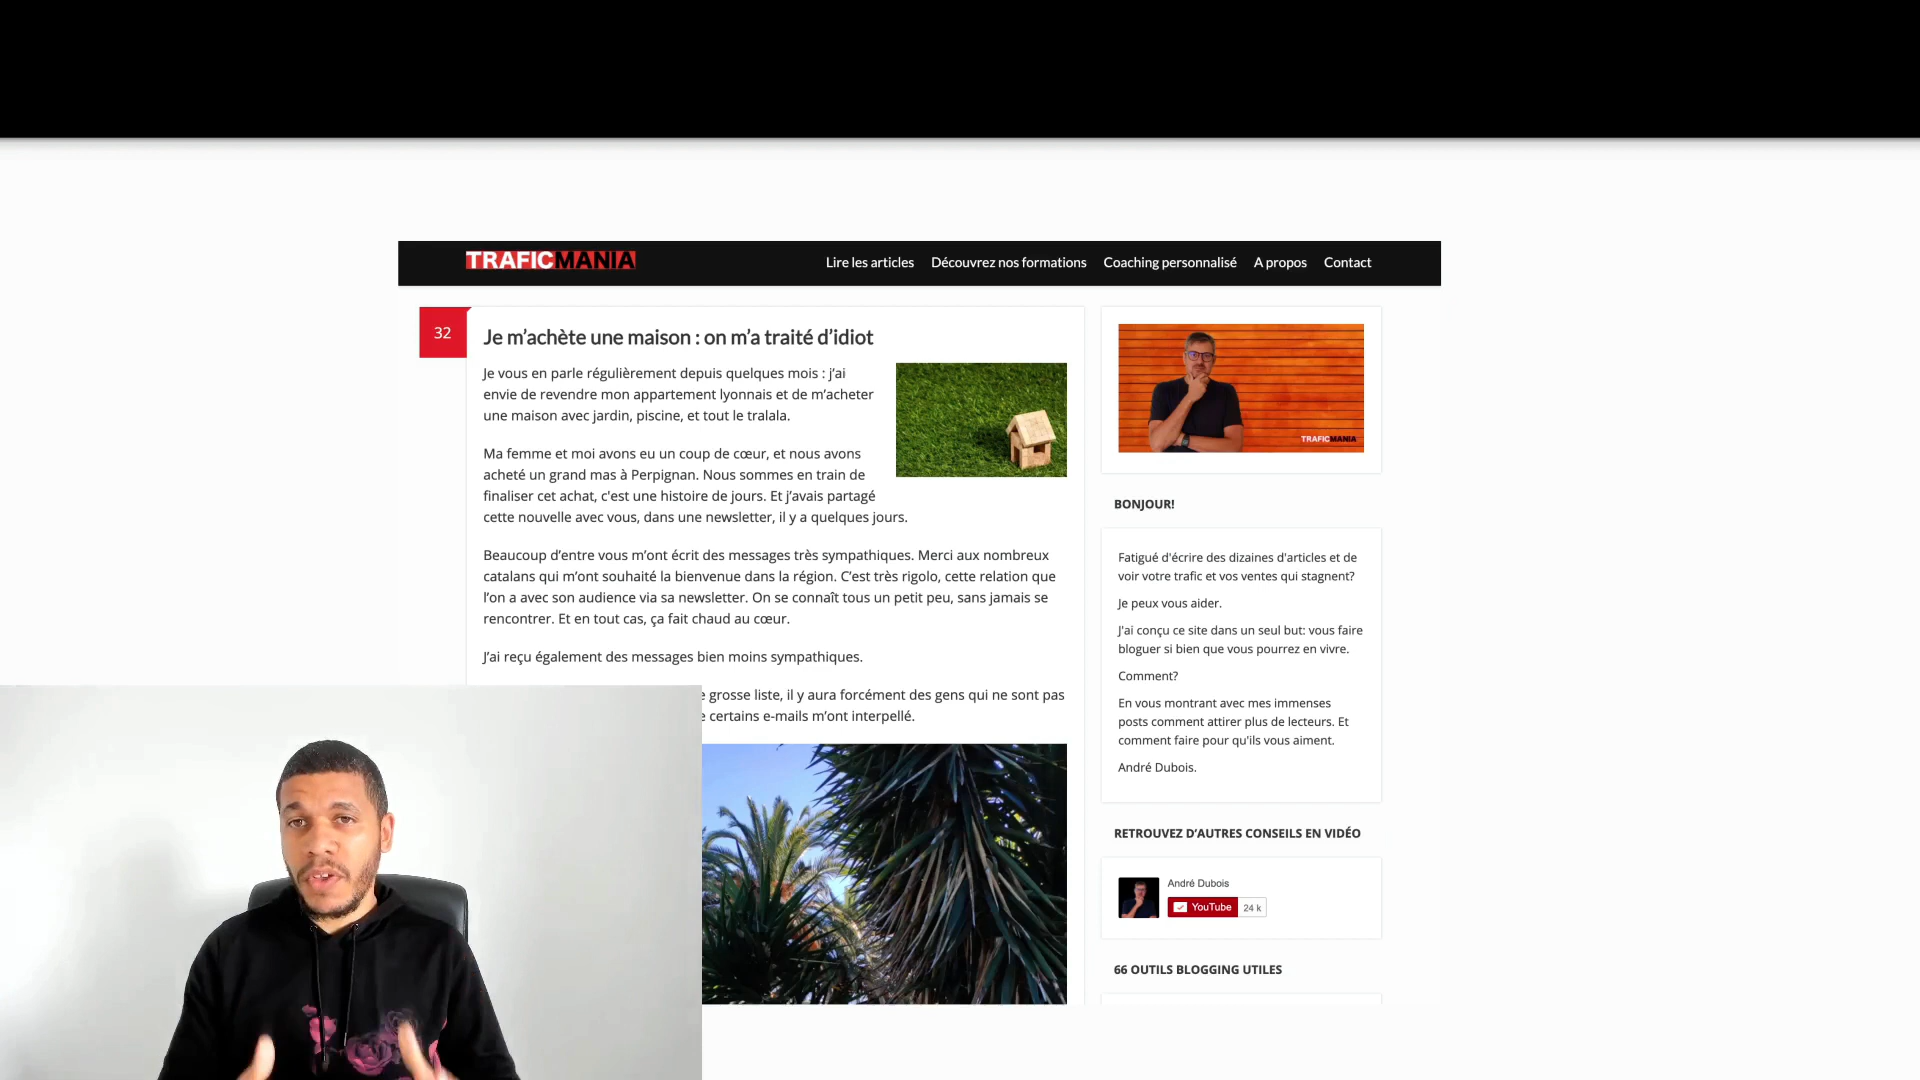 TRAFICMANIA
Lire les articles Découvrez nos formations Coaching personnalisé A propos Contact
32
Je m’achète une maison : on m’a traité d’idiot
Je vous en parle régulièrement depuis quelques mois : j’ai
envie de revendre mon appartement lyonnais et de m’acheter
une maison avec jardin, piscine, et tout le tralala.
Ma femme et moi avons eu un coup de cœur, et nous avons
acheté un grand mas à Perpignan. Nous sommes en train de
finaliser cet achat, c'est une histoire de jours. Et j’avais partagé
cette nouvelle avec vous, dans une newsletter, il y a quelques jours.
Beaucoup d’entre vous m’ont écrit des messages très sympathiques. Merci aux nombreux
catalans qui m’ont souhaité la bienvenue dans la région. C’est très rigolo, cette relation que
l’on a avec son audience via sa newsletter. On se connaît tous un petit peu, sans jamais se
rencontrer. Et en tout cas, ça fait chaud au cœur.
J’ai reçu également des messages bien moins sympathiques.
grosse liste, il y aura forcément des gens qui ne sont pas
certains e-mails m’ont interpellé.
TRAFICMANIA
BONJOUR!
Fatigué d'écrire des dizaines d'articles et de
voir votre trafic et vos ventes qui stagnent?
Je peux vous aider.
J'ai conçu ce site dans un seul but: vous faire
bloguer si bien que vous pourrez en vivre.
Comment?
En vous montrant avec mes immenses
posts comment attirer plus de lecteurs. Et
comment faire pour qu'ils vous aiment.
André Dubois.
RETROUVEZ D’AUTRES CONSEILS EN VIDÉO
André Dubois
YouTube 24 k
66 OUTILS BLOGGING UTILES